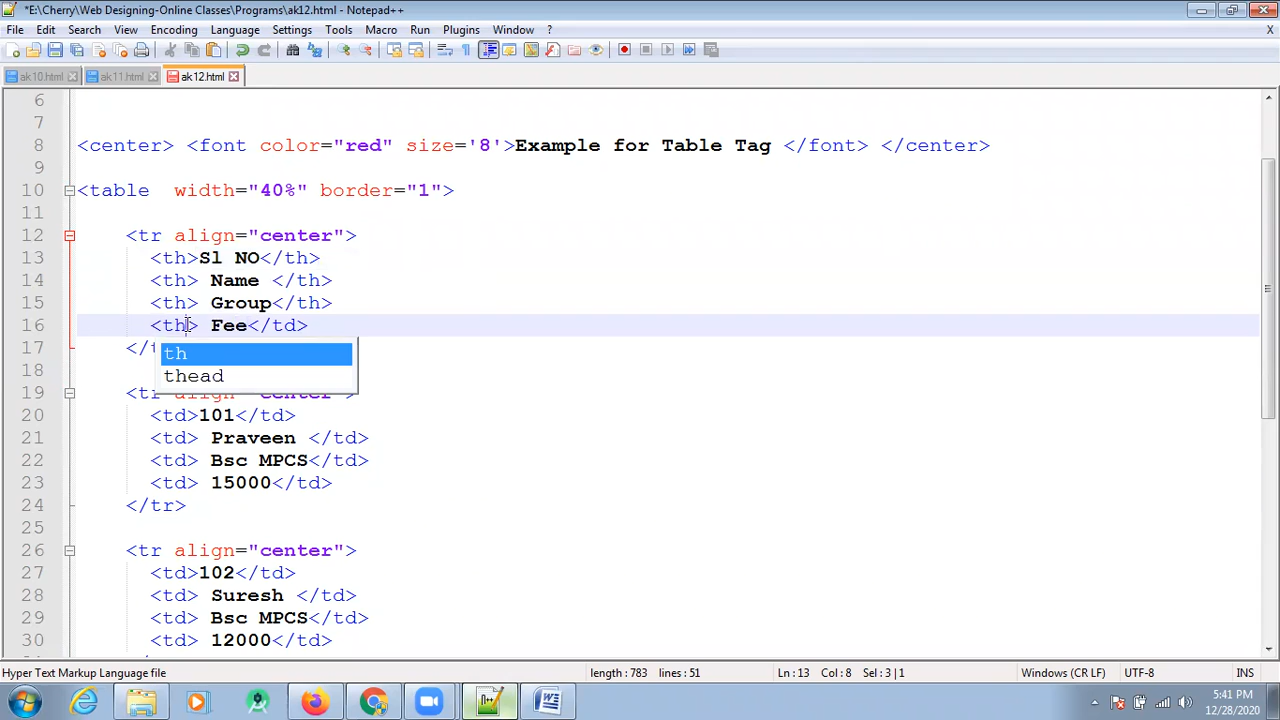 *E:\Cherry\Web Designing-Online Classes\Programs\ak12.html - Notepad++
File Edit Search View Encoding Language Settings Tools Macro Run Plugins Window ? X
ak10.html ak11.html ak12.html
6
7
8 <center> <font color="red" size='8'>Example for Table Tag </font> </center>
9
10 <table width="40%" border="1">
11
12 <tr align="center">
13 <th>Sl NO</th>
14 <th> Name </th>
15 <th> Group</th>
16 <th> Fee</td>
17 </t
th
thead
18
19 <tr align="center">
20 <td>101</td>
21 <td> Praveen </td>
22 <td> Bsc MPCS</td>
23 <td> 15000</td>
24 </tr>
25
26 <tr align="center">
27 <td>102</td>
28 <td> Suresh </td>
29 <td> Bsc MPCS</td>
30 <td> 12000</td>
Hyper Text Markup Language file length : 783 lines : 51 Ln : 13 Col : 8 Sel : 3 | 1 Windows (CR LF) UTF-8 INS
5:41 PM
12/28/2020